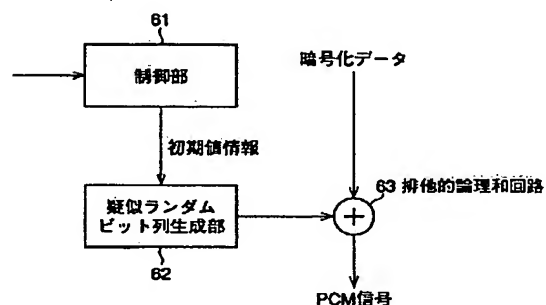 61
制御部
暗号化データ
初期値情報
疑似ランダム
ビット列生成部
62
63 排他的論理和回路
PCM信号